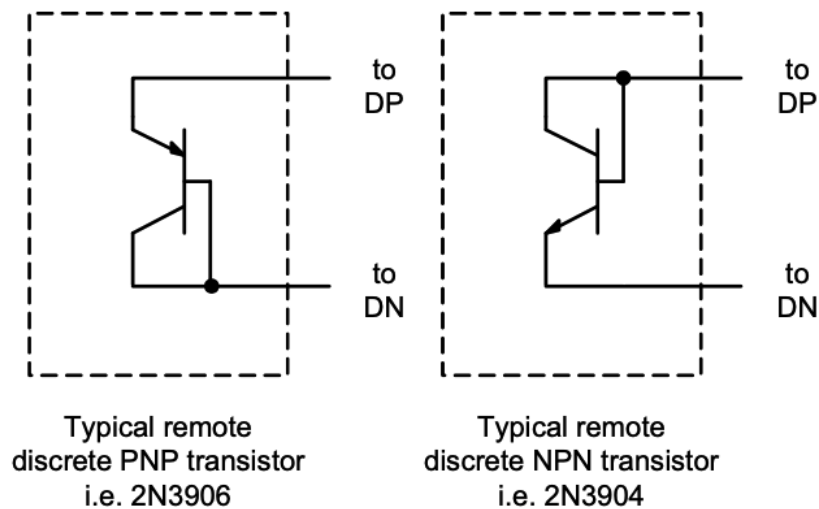 to
DP
to
DN
Typical remote
discrete PNP transistor
i.e. 2N3906
to
DP
to
DN
Typical remote
discrete NPN transistor
i.e. 2N3904